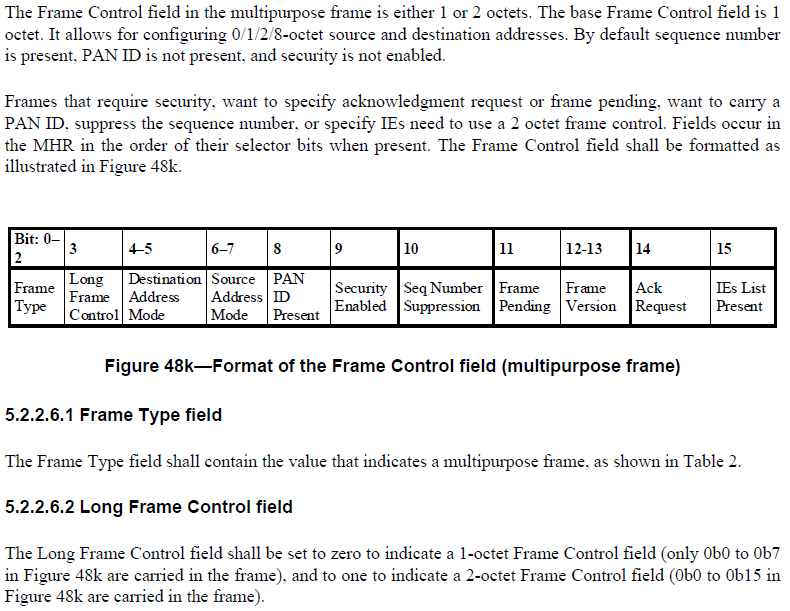 The Frame Control field in the multipurpose frame is either 1 or 2 octets. The base Frame Control field is 1
octet. It allows for configuring 0/1/2/8-octet source and destination addresses. By default sequence number
is present, PAN ID is not present, and security is not enabled.
Frames that require security, want to specify acknowledgment request or frame pending, want to carry a
PAN ID, suppress the sequence number, or specify IEs need to use a 2 octet frame control. Fields occur in
the MHR in the order of their selector bits when present. The Frame Control field shall be formatted as
illustrated in Figure 48k.
Bit: 0–2 3 4–5 6–7 8 9 10 11 12-13 14 15
Frame Type Long Frame Control Destination Address Mode Source Address Mode PAN ID Present Security Enabled Seq Number Suppression Frame Pending Frame Version Ack Request IEs List Present
Figure 48k—Format of the Frame Control field (multipurpose frame)
5.2.2.6.1 Frame Type field
The Frame Type field shall contain the value that indicates a multipurpose frame, as shown in Table 2.
5.2.2.6.2 Long Frame Control field
The Long Frame Control field shall be set to zero to indicate a 1-octet Frame Control field (only 0b0 to 0b7
in Figure 48k are carried in the frame), and to one to indicate a 2-octet Frame Control field (0b0 to 0b15 in
Figure 48k are carried in the frame).